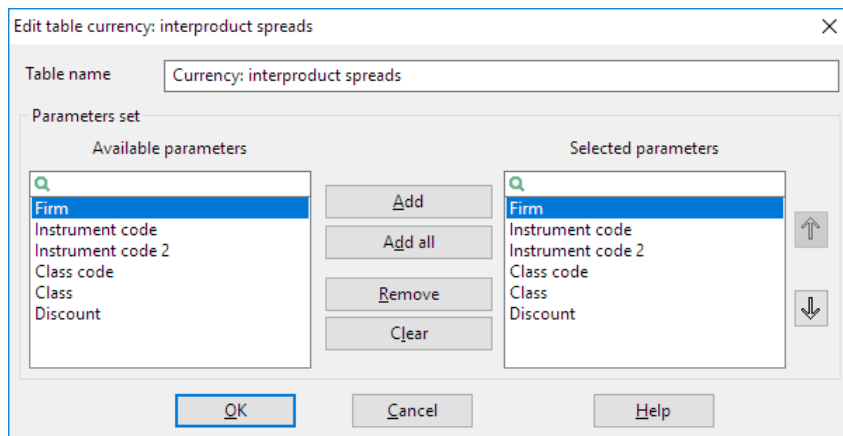 Edit table currency: interproduct spreads
Table name
Currency: interproduct spreads
Parameters set
Available parameters
Firm
Instrument code
Instrument code 2
Class code
Class
Discount
Add
Add all
Remove
Clear
Selected parameters
Firm
Instrument code
Instrument code 2
Class code
Class
Discount
OK
Cancel
Help